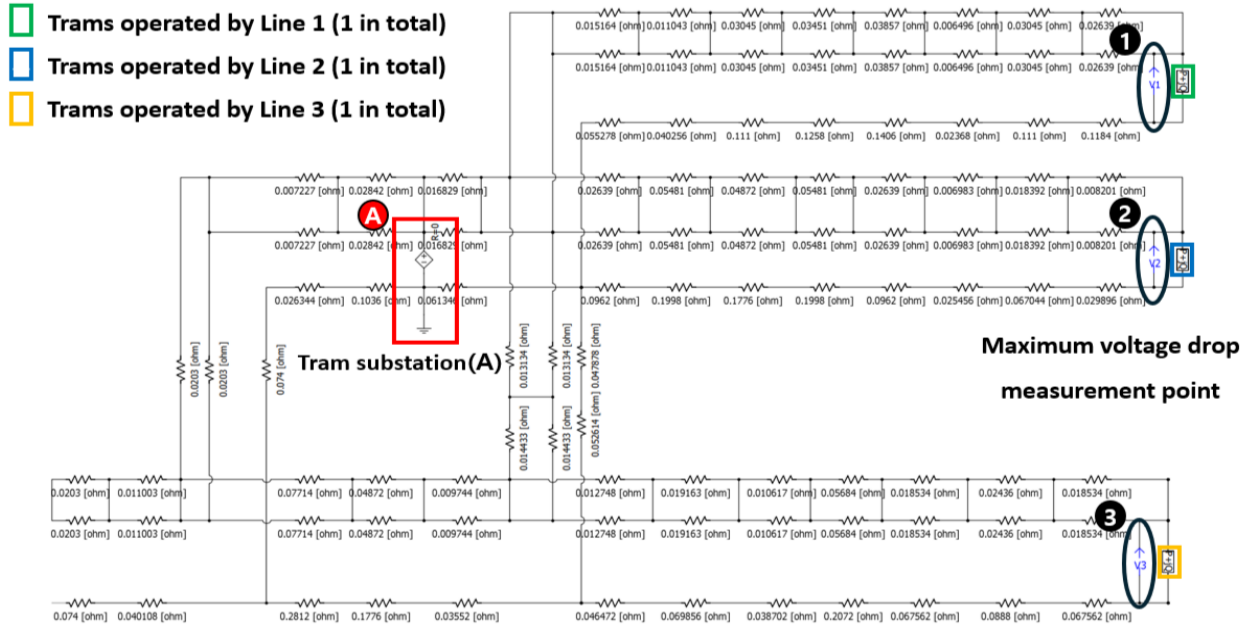 Trams operated by Line 1 (1 in total)
Trams operated by Line 2 (1 in total)
Trams operated by Line 3 (1 in total)
0.015164 [ohm] 0.011043 [ohm] 0.03045 [ohm] 0.03451 [ohm] 0.03857 [ohm] 0.006496 [ohm] 0.03045 [ohm] 0.02639 [ohm]
1
0.015164 [ohm] 0.011043 [ohm] 0.03045 [ohm] 0.03451 [ohm] 0.03857 [ohm] 0.006496 [ohm] 0.03045 [ohm] 0.02639 [ohm]
V1
0.055278 [ohm] 0.040256 [ohm] 0.111 [ohm] 0.1258 [ohm] 0.1406 [ohm] 0.02368 [ohm] 0.111 [ohm] 0.1184 [ohm]
0.007227 [ohm] 0.02842 [ohm] 0.016829 [ohm] 0.02639 [ohm] 0.05481 [ohm] 0.04872 [ohm] 0.05481 [ohm] 0.02639 [ohm] 0.006983 [ohm] 0.018392 [ohm] 0.008201 [ohm]
A
2
R=0
0.007227 [ohm] 0.02842 [ohm] 0.016829 [ohm] 0.02639 [ohm] 0.05481 [ohm] 0.04872 [ohm] 0.05481 [ohm] 0.02639 [ohm] 0.006983 [ohm] 0.018392 [ohm] 0.008201 [ohm]
V2
0.026344 [ohm] 0.1036 [ohm] 0.061346 [ohm] 0.0962 [ohm] 0.1998 [ohm] 0.1776 [ohm] 0.1998 [ohm] 0.0962 [ohm] 0.025456 [ohm] 0.067044 [ohm] 0.029896 [ohm]
0.0203 [ohm]
0.0203 [ohm]
0.074 [ohm]
Tram substation(A)
0.013134 [ohm]
0.013134 [ohm]
0.047878 [ohm]
Maximum voltage drop
measurement point
0.014433 [ohm]
0.014433 [ohm]
0.052614 [ohm]
0.0203 [ohm] 0.011003 [ohm] 0.07714 [ohm] 0.04872 [ohm] 0.009744 [ohm] 0.012748 [ohm] 0.019163 [ohm] 0.010617 [ohm] 0.05684 [ohm] 0.018534 [ohm] 0.02436 [ohm] 0.018534 [ohm]
3
0.0203 [ohm] 0.011003 [ohm] 0.07714 [ohm] 0.04872 [ohm] 0.009744 [ohm] 0.012748 [ohm] 0.019163 [ohm] 0.010617 [ohm] 0.05684 [ohm] 0.018534 [ohm] 0.02436 [ohm] 0.018534 [ohm]
V3
0.074 [ohm] 0.040108 [ohm] 0.2812 [ohm] 0.1776 [ohm] 0.03552 [ohm] 0.046472 [ohm] 0.069856 [ohm] 0.038702 [ohm] 0.2072 [ohm] 0.067562 [ohm] 0.0888 [ohm] 0.067562 [ohm]